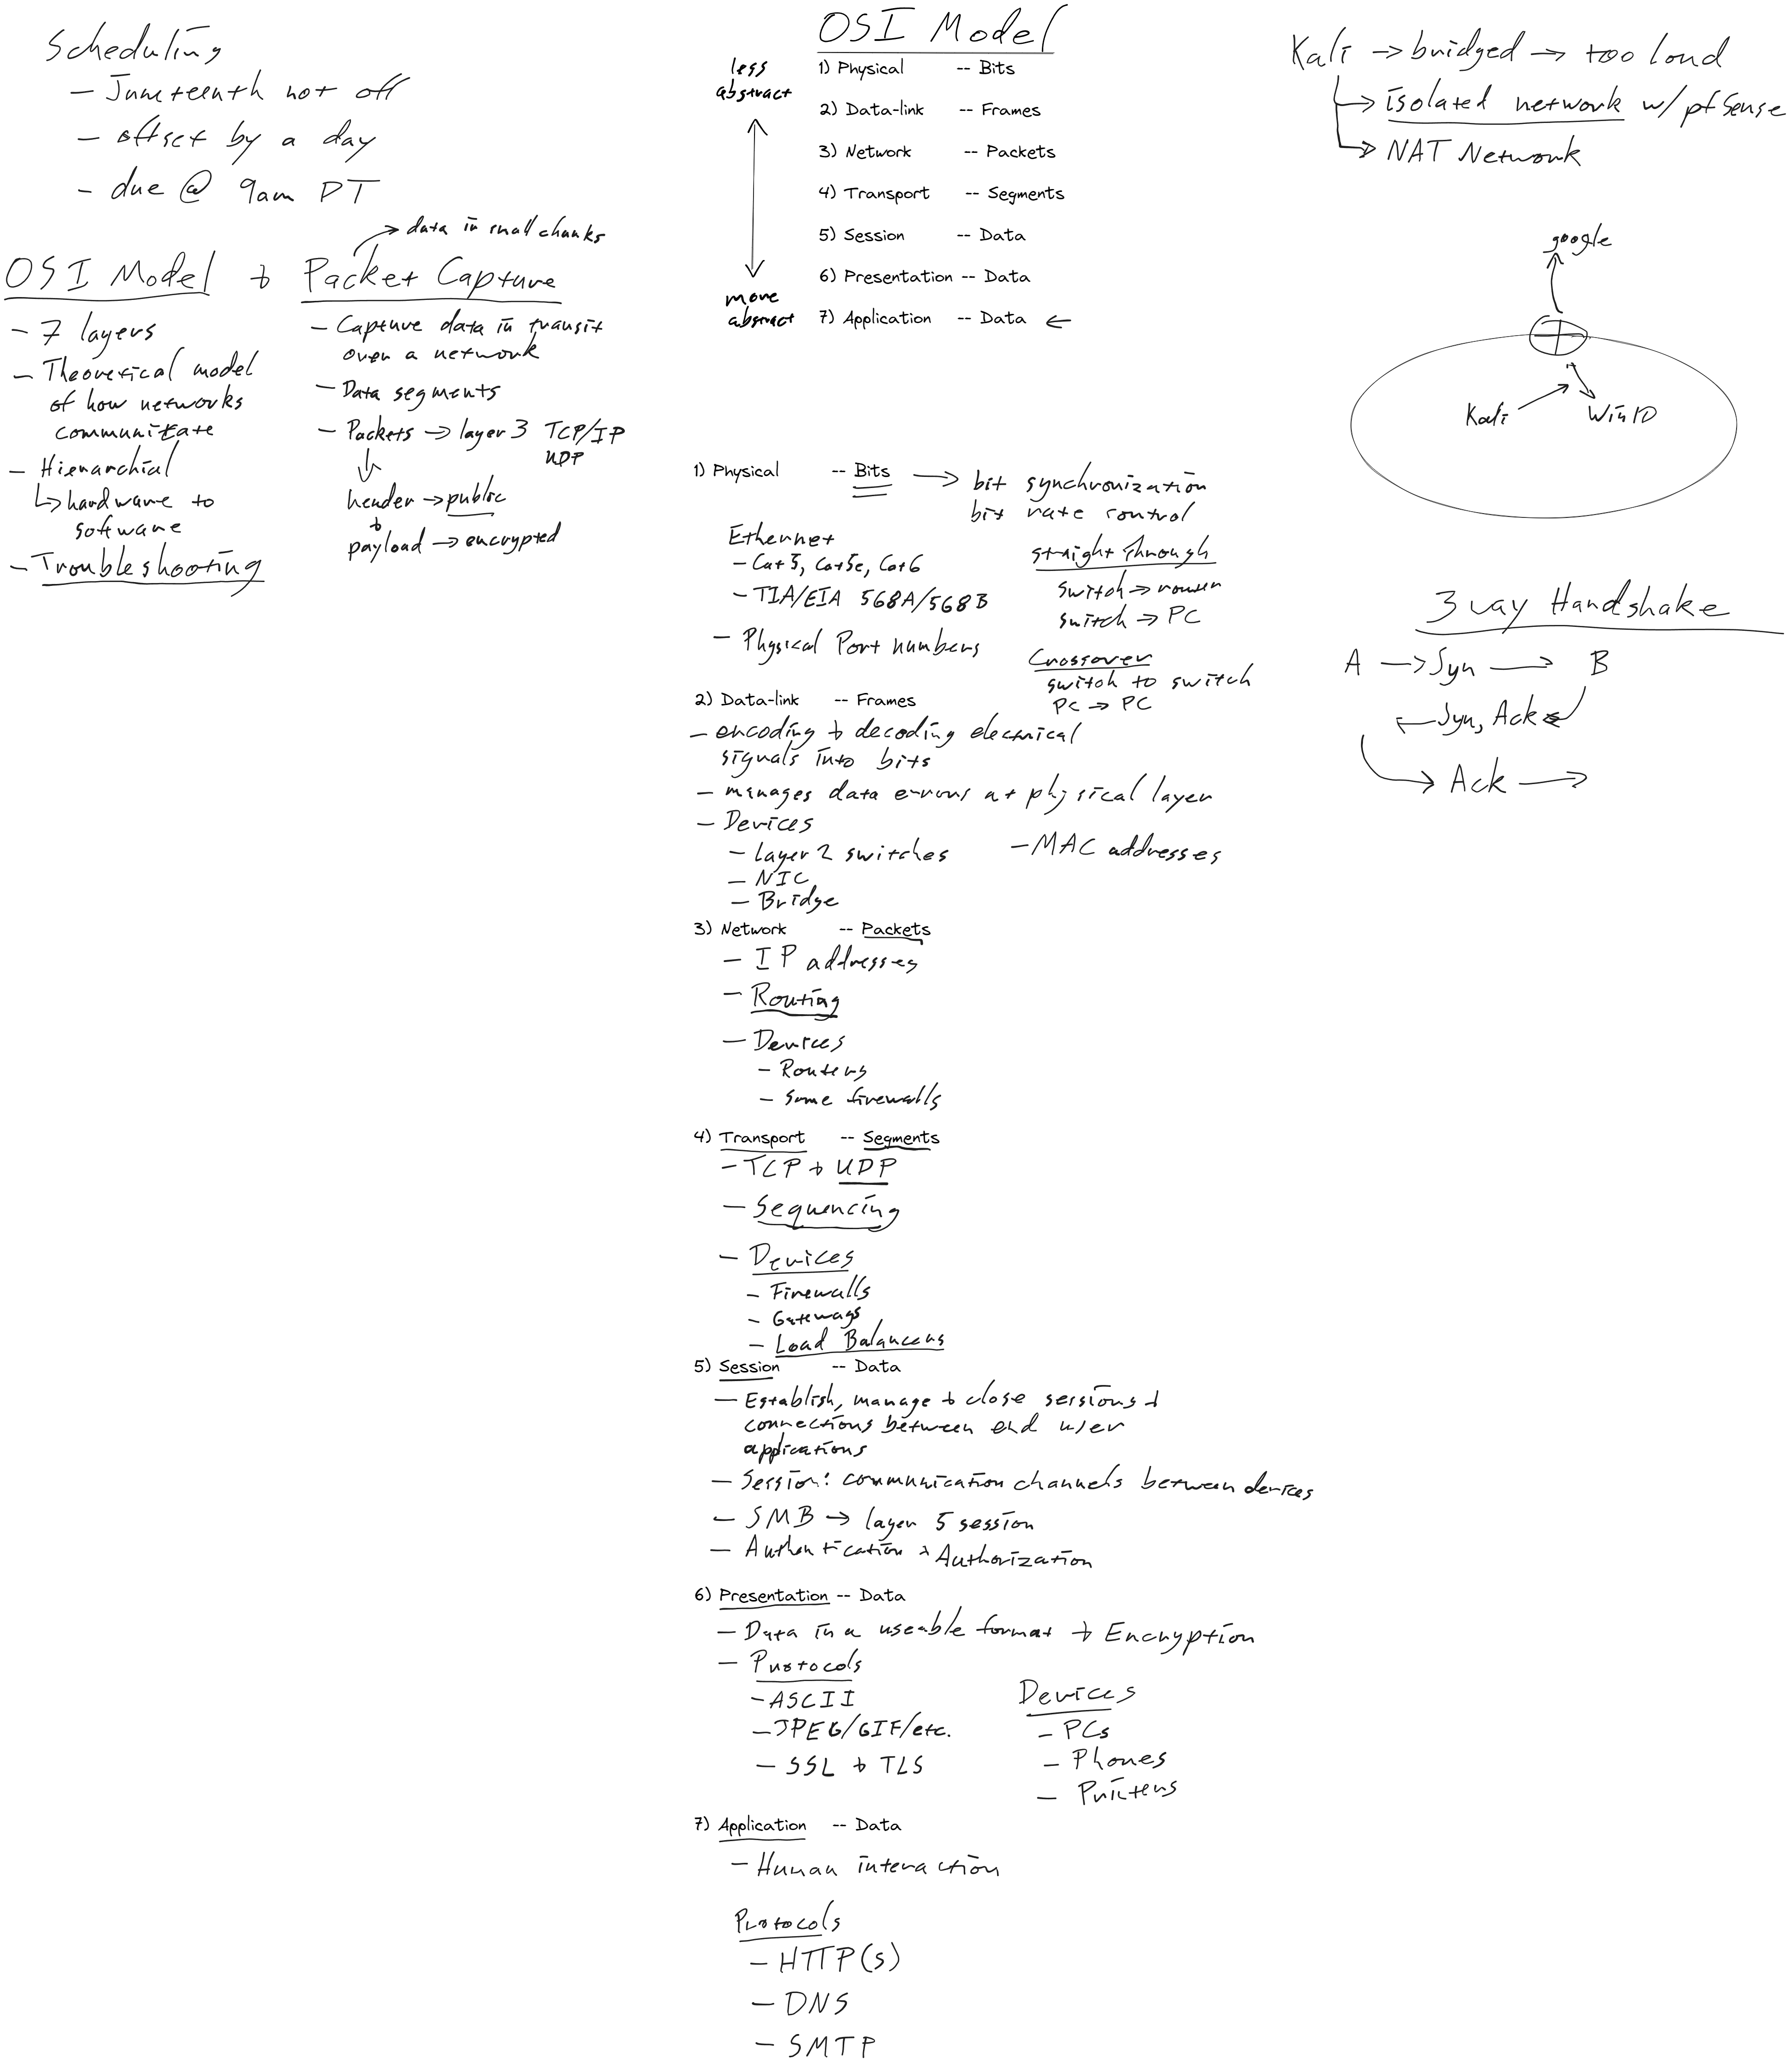 Scheduling
- Juneteenth not off
- offset by a day
- due @ 9am PT
→ data in small chunks
OSI Model + Packet Capture
- 7 layers
- Theoretical model
of how networks
communicate
- Hierarchial
↳ hardware to
software
- Troubleshooting
- Capture data in transit
over a network
- Data segments
- Packets → layer 3 TCP/IP
UDP
header → public
+
payload → encrypted
OSI Model
less
abstract
more
abstract
1) Physical -- Bits
2) Data-link -- Frames
3) Network -- Packets
4) Transport -- Segments
5) Session -- Data
6) Presentation -- Data
7) Application -- Data ←
1) Physical -- Bits → bit synchronization
bit rate control
Ethernet
- Cat5, Cat5e, Cat6
- TIA/EIA 568A/568B
- Physical Port numbers
straight through
switch → router
switch → PC
Crossover
switch to switch
PC → PC
2) Data-link -- Frames
- encoding + decoding electrical
signals into bits
- manages data errors at physical layer
- Devices
- Layer 2 switches
- NIC
- Bridge
- MAC addresses
3) Network -- Packets
- IP addresses
- Routing
- Devices
- Routers
- Some firewalls
4) Transport -- Segments
- TCP + UDP
- Sequencing
- Devices
- Firewalls
- Gateways
- Load Balancers
5) Session -- Data
- Establish, manage + close sessions +
connections between end user
applications
- Session: communication channels between devices
- SMB → layer 5 session
- Authentication + Authorization
6) Presentation -- Data
- Data in a useable format + Encryption
- Protocols
- ASCII
- JPEG/GIF/etc.
- SSL + TLS
Devices
- PCs
- Phones
- Printers
7) Application -- Data
- Human interaction
Protocols
- HTTP(s)
- DNS
- SMTP
Kali → bridged → too loud
→ isolated network w/ pfSense
→ NAT Network
google
Kali
Win10
3 way Handshake
A → Syn → B
← Syn, Ack ←
→ Ack →